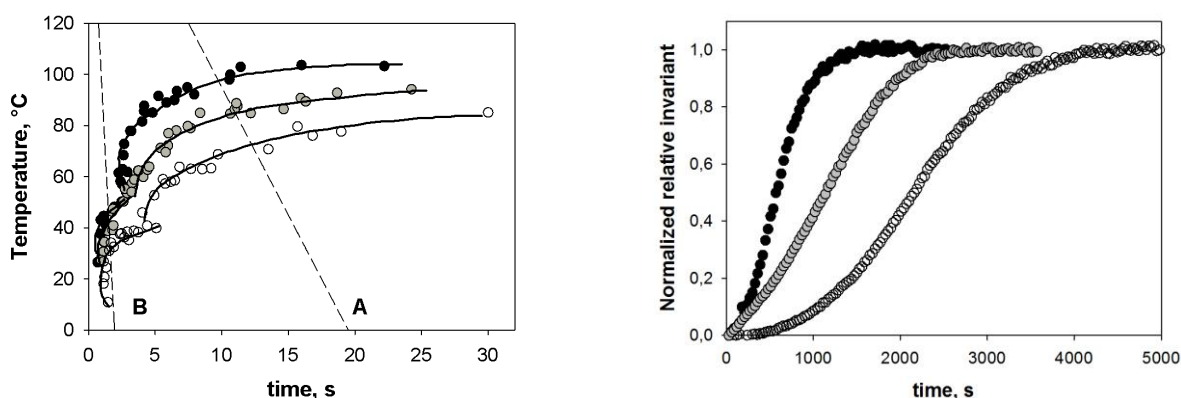 120
100
80
60
40
20
0
Temperature, °C
B
A
0 5 10 15 20 25 30
time, s
1,0
0,8
0,6
0,4
0,2
0,0
Normalized relative invariant
0 1000 2000 3000 4000 5000
time, s